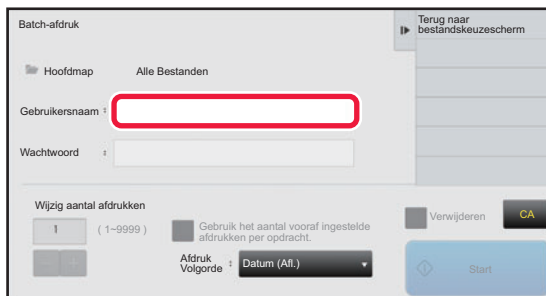 Batch-afdruk
Terug naar
bestandskeuzescherm
Hoofdmap Alle Bestanden
Gebruikersnaam :
Wachtwoord :
Wijzig aantal afdrukken
1 ( 1~9999 )
Gebruik het aantal vooraf ingestelde
afdrukken per opdracht.
Verwijderen CA
Afdruk
Volgorde : Datum (Afl.)
Start